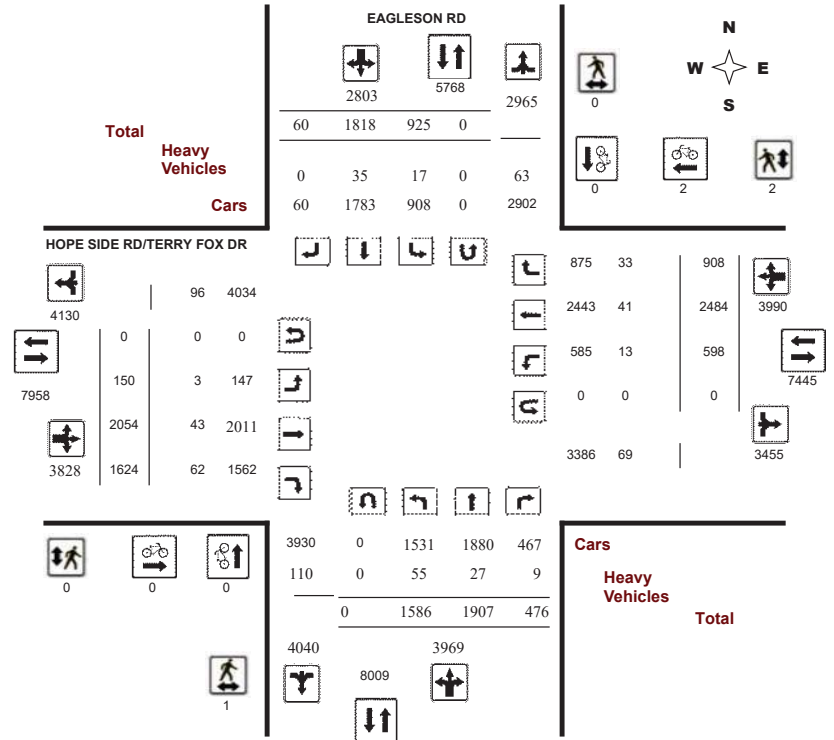 EAGLESON RD
N
W E
S
2803 5768 2965
0
Total
60 1818 925 0
Heavy
Vehicles
0 35 17 0 63
Cars
60 1783 908 0 2902
0 2 2
HOPE SIDE RD/TERRY FOX DR
4130
96 4034
0 0 0
7958
150 3 147
2054 43 2011
3828
1624 62 1562
875 33 908
2443 41 2484
3990
585 13 598
7445
0 0 0
3386 69
3455
0 0 0
1
3930 0 1531 1880 467
110 0 55 27 9
0 1586 1907 476
4040 3969
8009
Cars
Heavy
Vehicles
Total